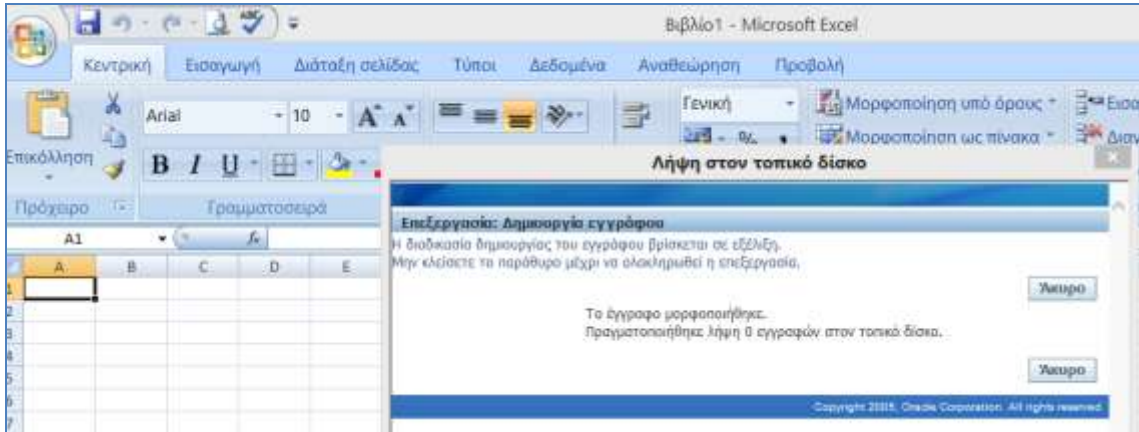 Βιβλίο1 - Microsoft Excel
Κεντρική Εισαγωγή Διάταξη σελίδας Τύποι Δεδομένα Αναθεώρηση Προβολή
Επικόλληση
Πρόχειρο
Arial 10
B I U
Γραμματοσειρά
Γενική
Μορφοποίηση υπό όρους
Μορφοποίηση ως πίνακα
A1 fx
A B C D E
1
2
3
4
5
6
7
Λήψη στον τοπικό δίσκο
Επεξεργασία: Δημιουργία εγγράφου
Η διαδικασία δημιουργίας του εγγράφου βρίσκεται σε εξέλιξη.
Μην κλείσετε το παράθυρο μέχρι να ολοκληρωθεί η επεξεργασία.
Άκυρο
Το έγγραφο μορφοποιήθηκε.
Πραγματοποιήθηκε λήψη 0 εγγραφών στον τοπικό δίσκο.
Άκυρο
Copyright 2005, Oracle Corporation. All rights reserved.